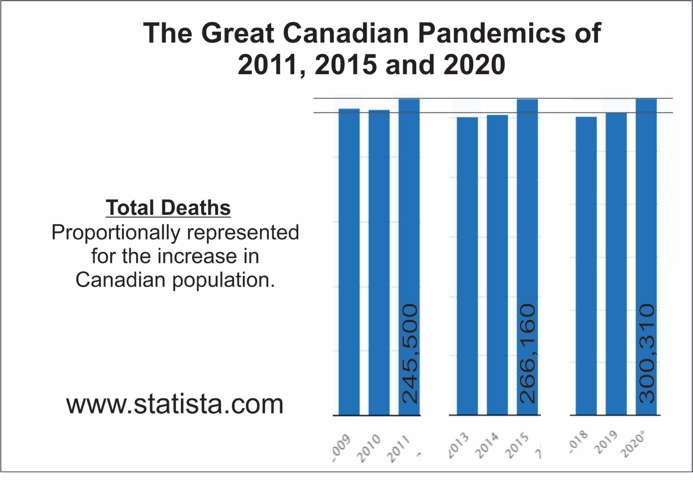 The Great Canadian Pandemics of
2011, 2015 and 2020
Total Deaths
Proportionally represented
for the increase in
Canadian population.
www.statista.com
245,500
266,160
300,310
2010
2011
2014
2015
2019
2020*